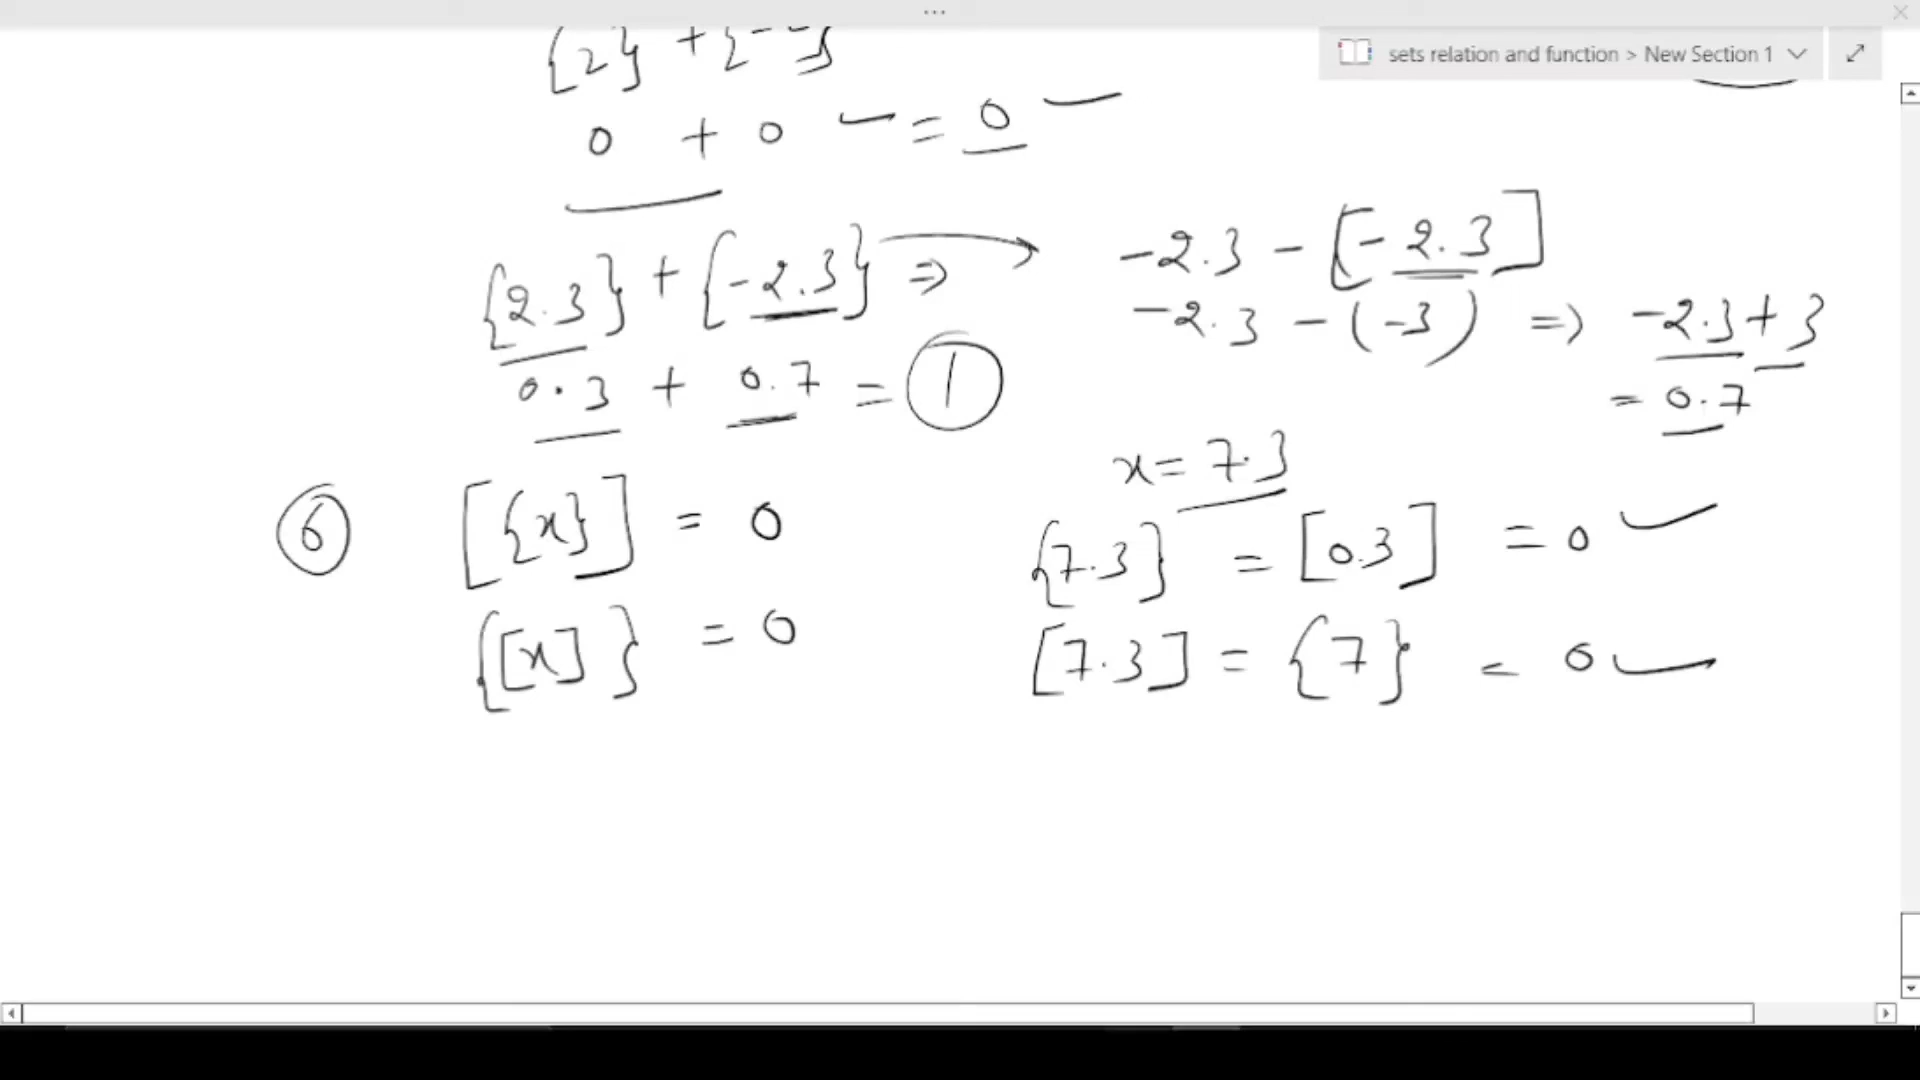 sets relation and function > New Section 1
{2} + {
0 + 0 = 0
{2.3} + {-2.3} ⇒ -2.3 - [-2.3]
-2.3 - (-3) ⇒ -2.3 + 3
0.3 + 0.7 = 1
= 0.7
x = 7.3
6 [{x}] = 0 {7.3} = [0.3] = 0
{[x]} = 0 [7.3] = {7} = 0